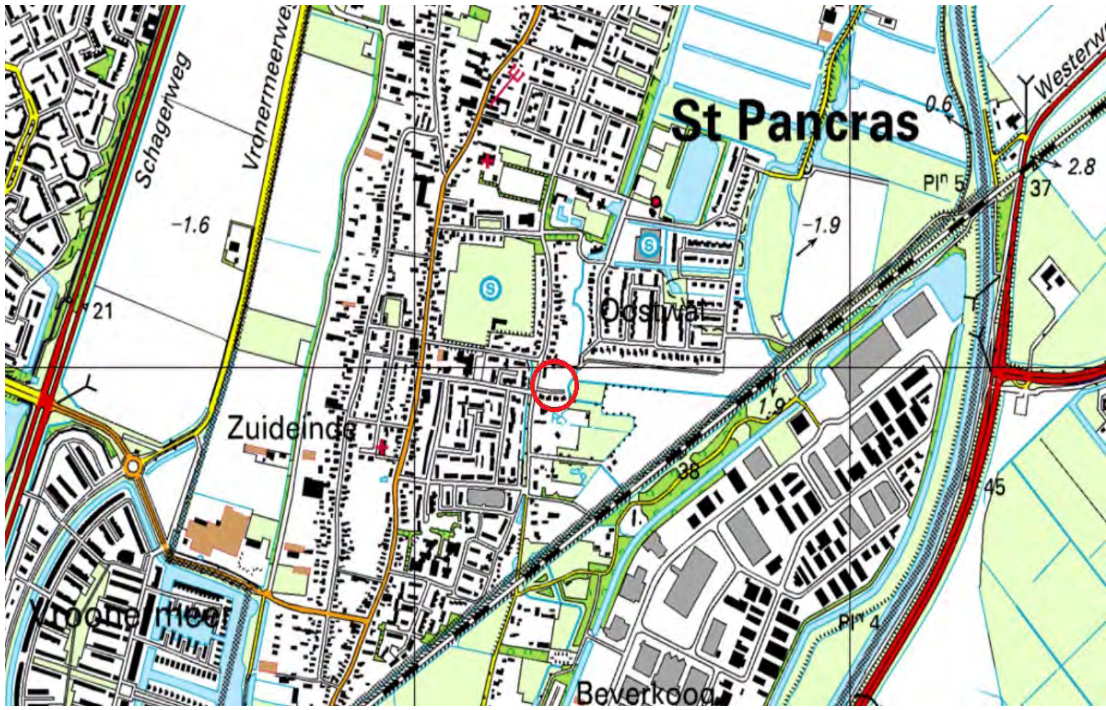 Schagerweg
Vronermeerweg
St Pancras
Westerw
0.6
2.8
Plⁿ 5
37
-1.6
-1.9
S
S
21
Oostwal
1.9
Zuideinde
38
45
Vroonermeer
Plⁿ 4
Beverkoog